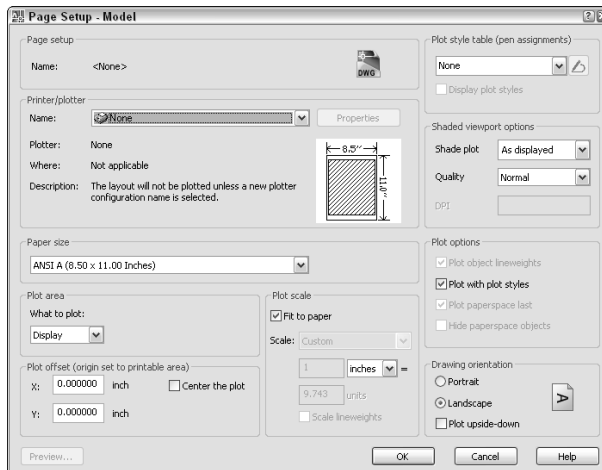 Page Setup - Model
Page setup
Name: <None>
DWG
Printer/plotter
Name: None
Properties
Plotter: None
Where: Not applicable
Description: The layout will not be plotted unless a new plotter
configuration name is selected.
8.5''
11.0''
Paper size
ANSI A (8.50 x 11.00 Inches)
Plot area
What to plot:
Display
Plot offset (origin set to printable area)
X: 0.000000 inch
Center the plot
Y: 0.000000 inch
Plot scale
Fit to paper
Scale: Custom
1 inches =
9.743 units
Scale lineweights
Plot style table (pen assignments)
None
Display plot styles
Shaded viewport options
Shade plot As displayed
Quality Normal
DPI
Plot options
Plot object lineweights
Plot with plot styles
Plot paperspace last
Hide paperspace objects
Drawing orientation
Portrait
Landscape
A
Plot upside-down
Preview...
OK
Cancel
Help